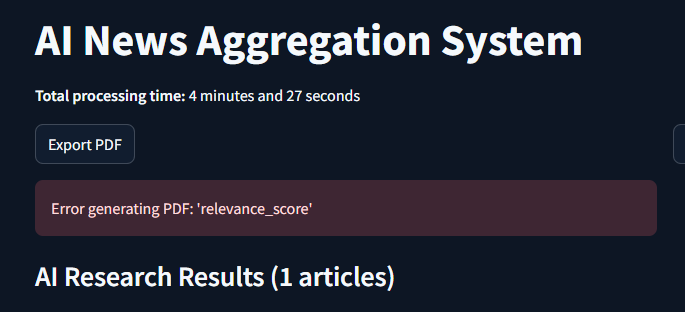 AI News Aggregation System
Total processing time: 4 minutes and 27 seconds
Export PDF
Error generating PDF: 'relevance_score'
AI Research Results (1 articles)